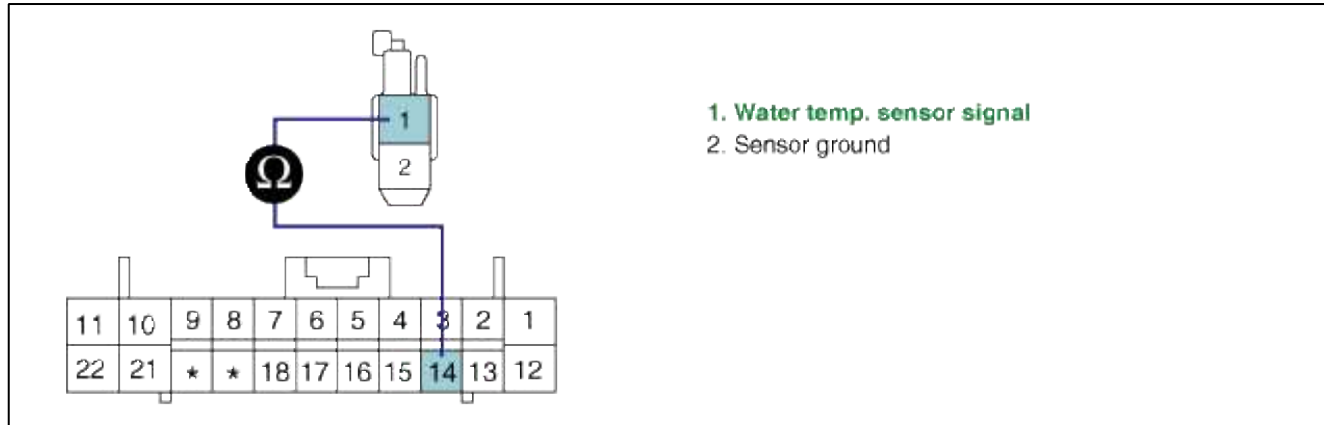 1
2
Ω
1. Water temp. sensor signal
2. Sensor ground
11 10 9 8 7 6 5 4 3 2 1
22 21 * * 18 17 16 15 14 13 12